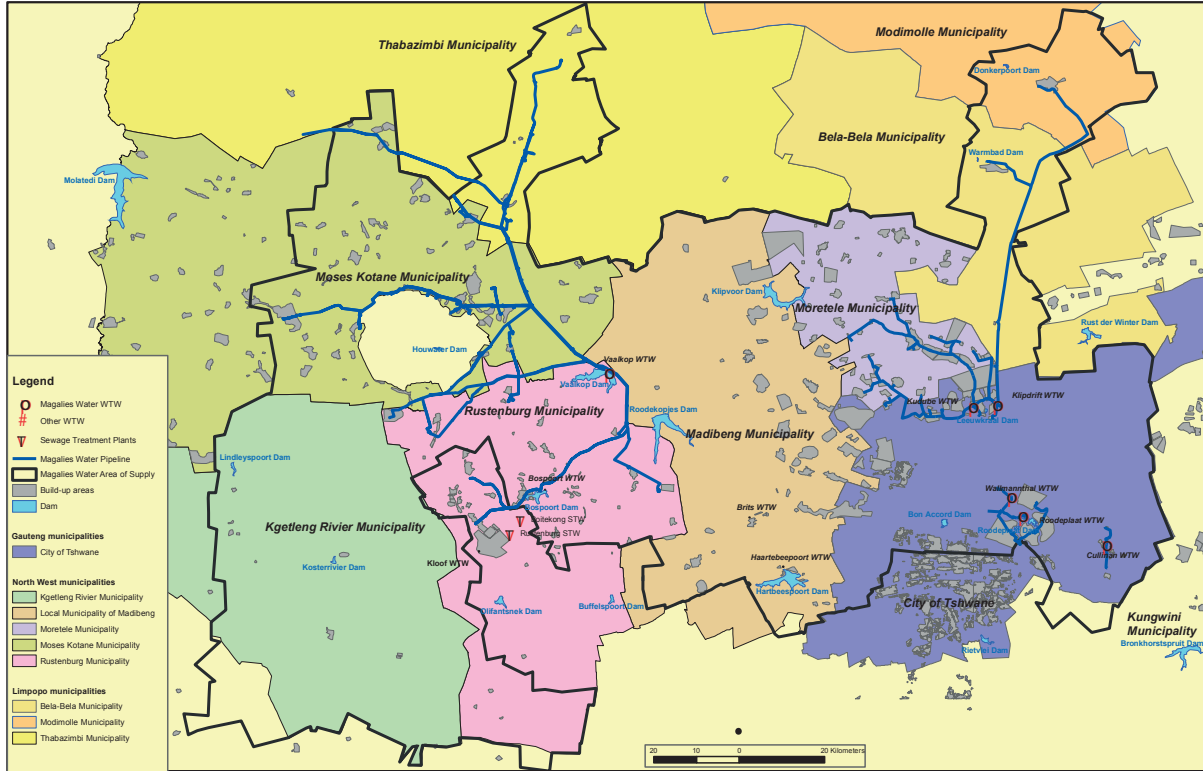 Thabazimbi Municipality
Modimolle Municipality
Donkerpoort Dam
Bela-Bela Municipality
Warmbad Dam
Molatedi Dam
Moses Kotane Municipality
Klipvoor Dam
Moretele Municipality
Rust der Winter Dam
Houwater Dam
Vaalkop WTW
Vaalkop Dam
Rustenburg Municipality
Roodekopjes Dam
Madibeng Municipality
Klipdrift WTW
Leeuwkraal Dam
Lindleyspoort Dam
Bospoort WTW
Bospoort Dam
Boitekong STW
Rustenburg STW
Kgetleng Rivier Municipality
Wallmannthal WTW
Bon Accord Dam
Roodeplaat WTW
Roodeplaat Dam
Brits WTW
Cullinan WTW
Kosterrivier Dam
Kloof WTW
Haartebeepoort WTW
Hartbeespoort Dam
Olifantsnek Dam
Buffelspoort Dam
City of Tshwane
Kungwini
Municipality
Bronkhorstspruit Dam
Rietvlei Dam
Legend
Magalies Water WTW
Other WTW
Sewage Treatment Plants
Magalies Water Pipeline
Magalies Water Area of Supply
Build-up areas
Dam
Gauteng municipalities
City of Tshwane
North West municipalities
Kgetleng Rivier Municipality
Local Municipality of Madibeng
Moretele Municipality
Moses Kotane Municipality
Rustenburg Municipality
Limpopo municipalities
Bela-Bela Municipality
Modimolle Municipality
Thabazimbi Municipality
20 10 0 20 Kilometers